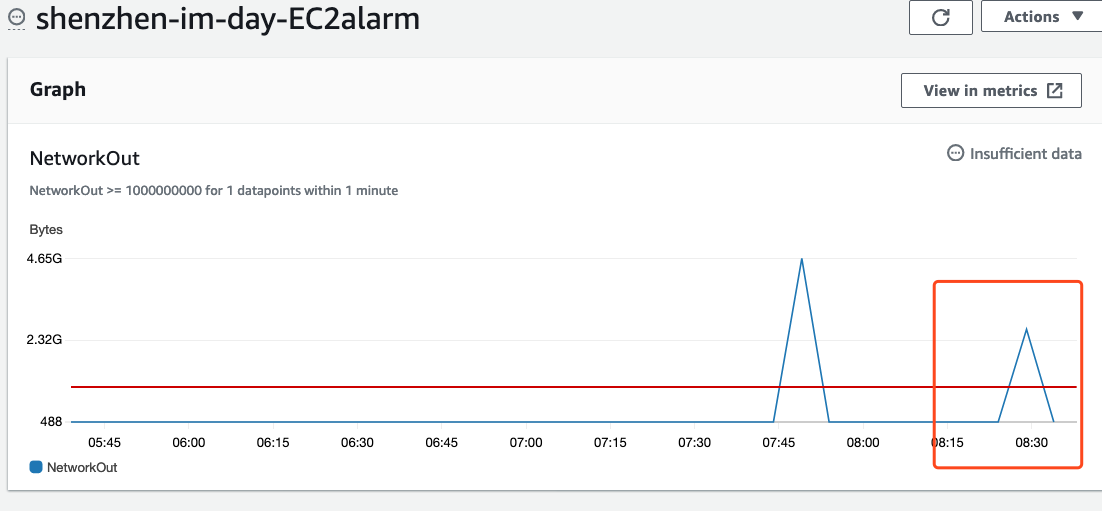 shenzhen-im-day-EC2alarm
Actions
Graph
View in metrics
NetworkOut
Insufficient data
NetworkOut >= 1000000000 for 1 datapoints within 1 minute
Bytes
4.65G
2.32G
488
05:45 06:00 06:15 06:30 06:45 07:00 07:15 07:30 07:45 08:00 08:15 08:30
NetworkOut